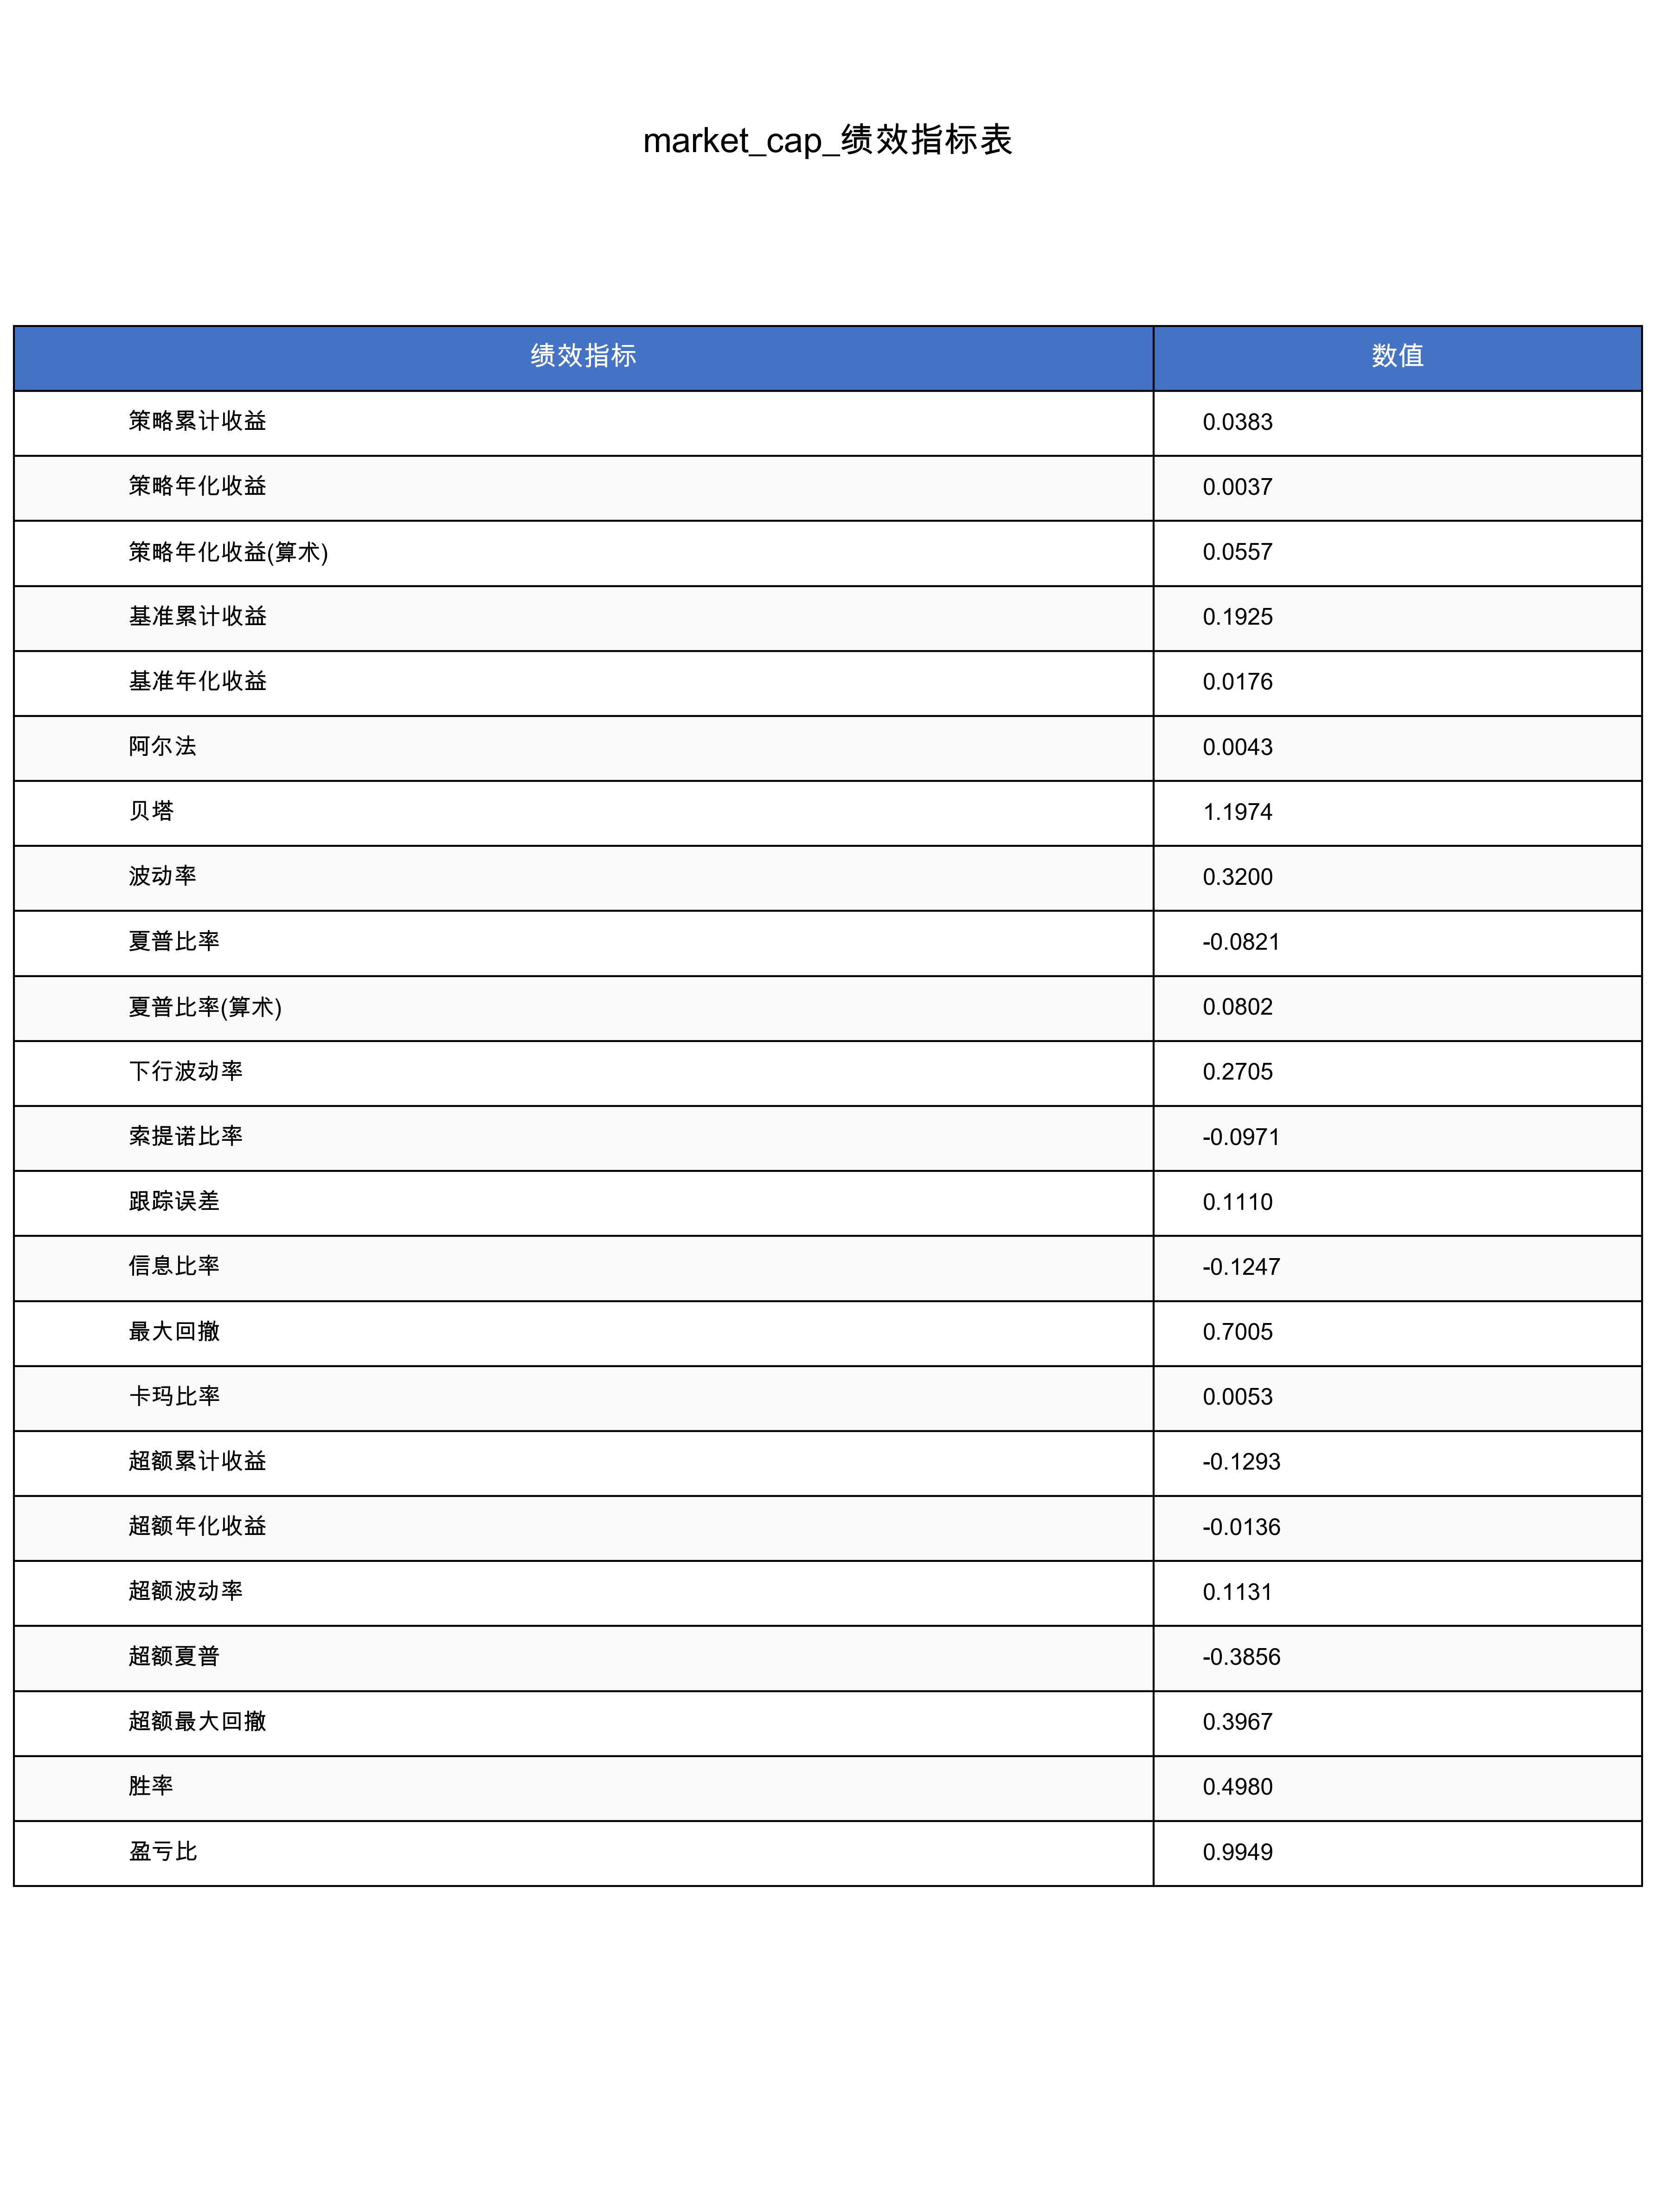 market_cap_绩效指标表
绩效指标 数值
策略累计收益 0.0383
策略年化收益 0.0037
策略年化收益(算术) 0.0557
基准累计收益 0.1925
基准年化收益 0.0176
阿尔法 0.0043
贝塔 1.1974
波动率 0.3200
夏普比率 -0.0821
夏普比率(算术) 0.0802
下行波动率 0.2705
索提诺比率 -0.0971
跟踪误差 0.1110
信息比率 -0.1247
最大回撤 0.7005
卡玛比率 0.0053
超额累计收益 -0.1293
超额年化收益 -0.0136
超额波动率 0.1131
超额夏普 -0.3856
超额最大回撤 0.3967
胜率 0.4980
盈亏比 0.9949